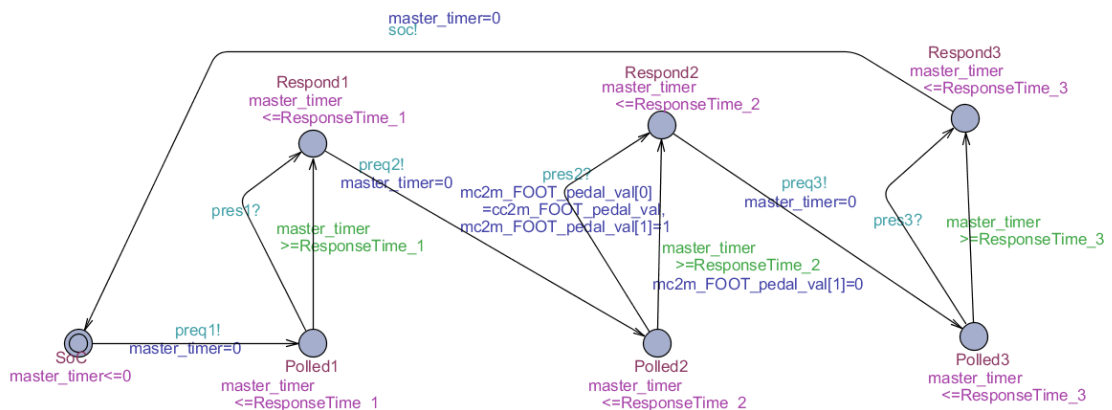 master_timer=0
soc!
Respond1
master_timer
<=ResponseTime_1
Respond2
master_timer
<=ResponseTime_2
Respond3
master_timer
<=ResponseTime_3
pres1?
master_timer
>=ResponseTime_1
preq2!
master_timer=0
pres2?
mc2m_FOOT_pedal_val[0]
=cc2m_FOOT_pedal_val,
mc2m_FOOT_pedal_val[1]=1
master_timer
>=ResponseTime_2
mc2m_FOOT_pedal_val[1]=0
preq3!
master_timer=0
pres3?
master_timer
>=ResponseTime_3
SoC
master_timer<=0
preq1!
master_timer=0
Polled1
master_timer
<=ResponseTime_1
Polled2
master_timer
<=ResponseTime_2
Polled3
master_timer
<=ResponseTime_3